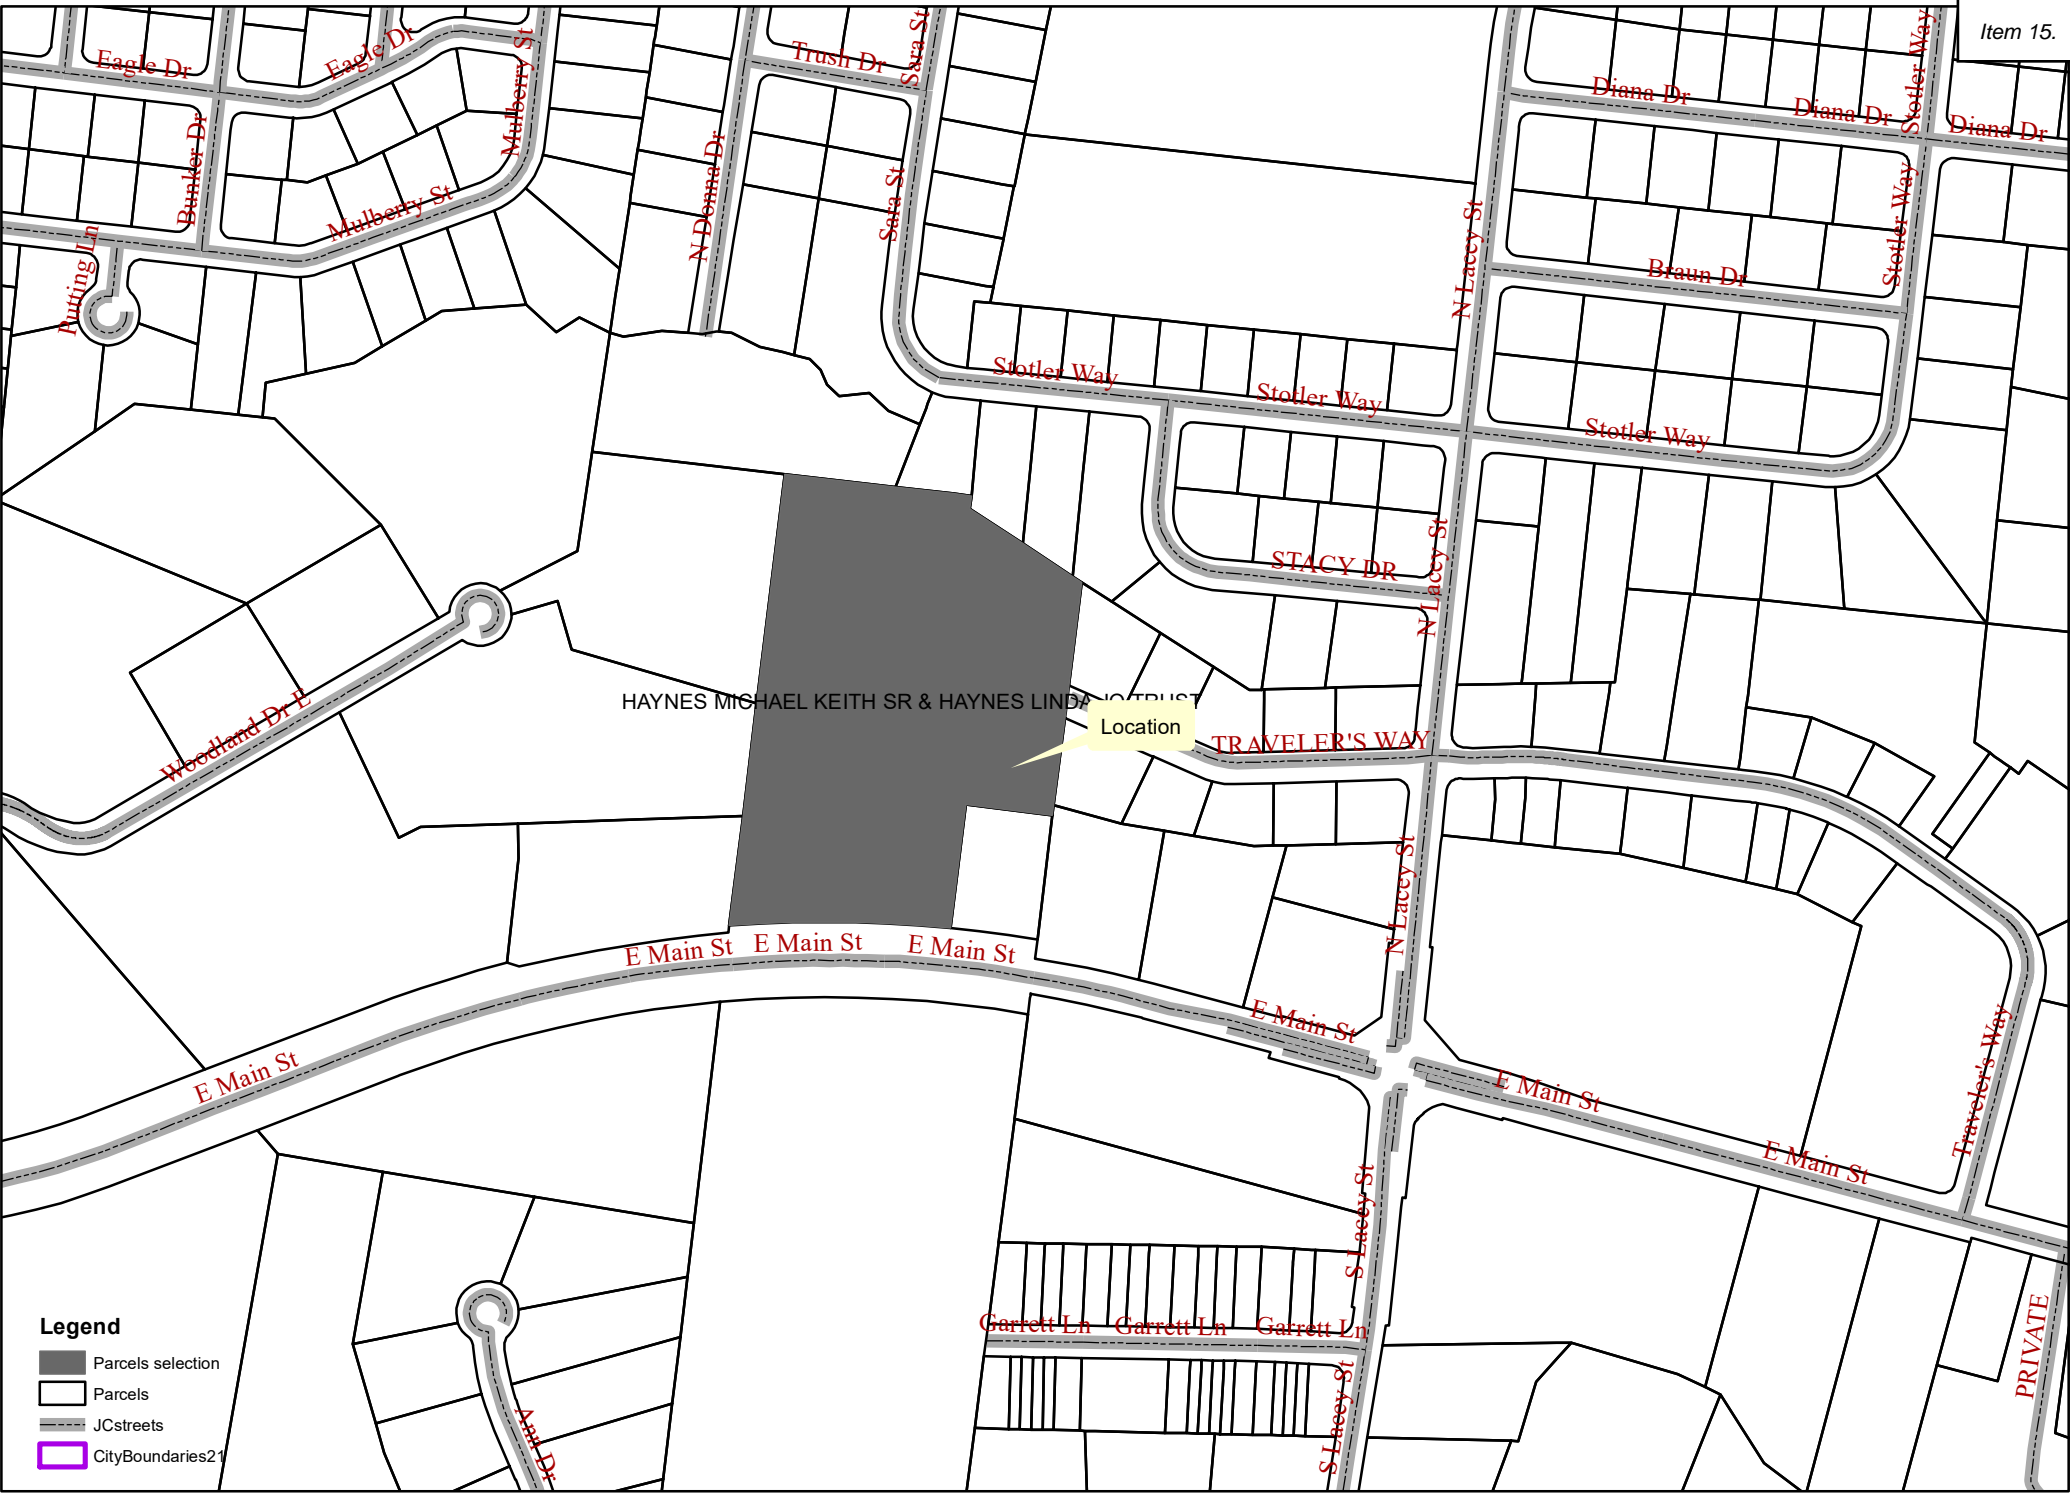 Item 15.
Eagle Dr
Eagle Dr
Mulberry St
Trush Dr
Sara St
Stotler Way
Diana Dr
Diana Dr
Diana Dr
Bunker Dr
Mulberry St
N Donna Dr
Sara St
N Lacey St
Stotler Way
Putting Ln
Braun Dr
Stotler Way
Stotler Way
Stotler Way
STACY DR
N Lacey St
HAYNES MICHAEL KEITH SR & HAYNES LINDA JO TRUST
Location
Woodland Dr E
TRAVELER'S WAY
N Lacey St
E Main St
E Main St
E Main St
E Main St
E Main St
E Main St
E Main St
Traveler's Way
S Lacey St
Garrett Ln
Garrett Ln
Garrett Ln
PRIVATE
S Lacey St
Ann Dr
Legend
Parcels selection
Parcels
JCstreets
CityBoundaries21